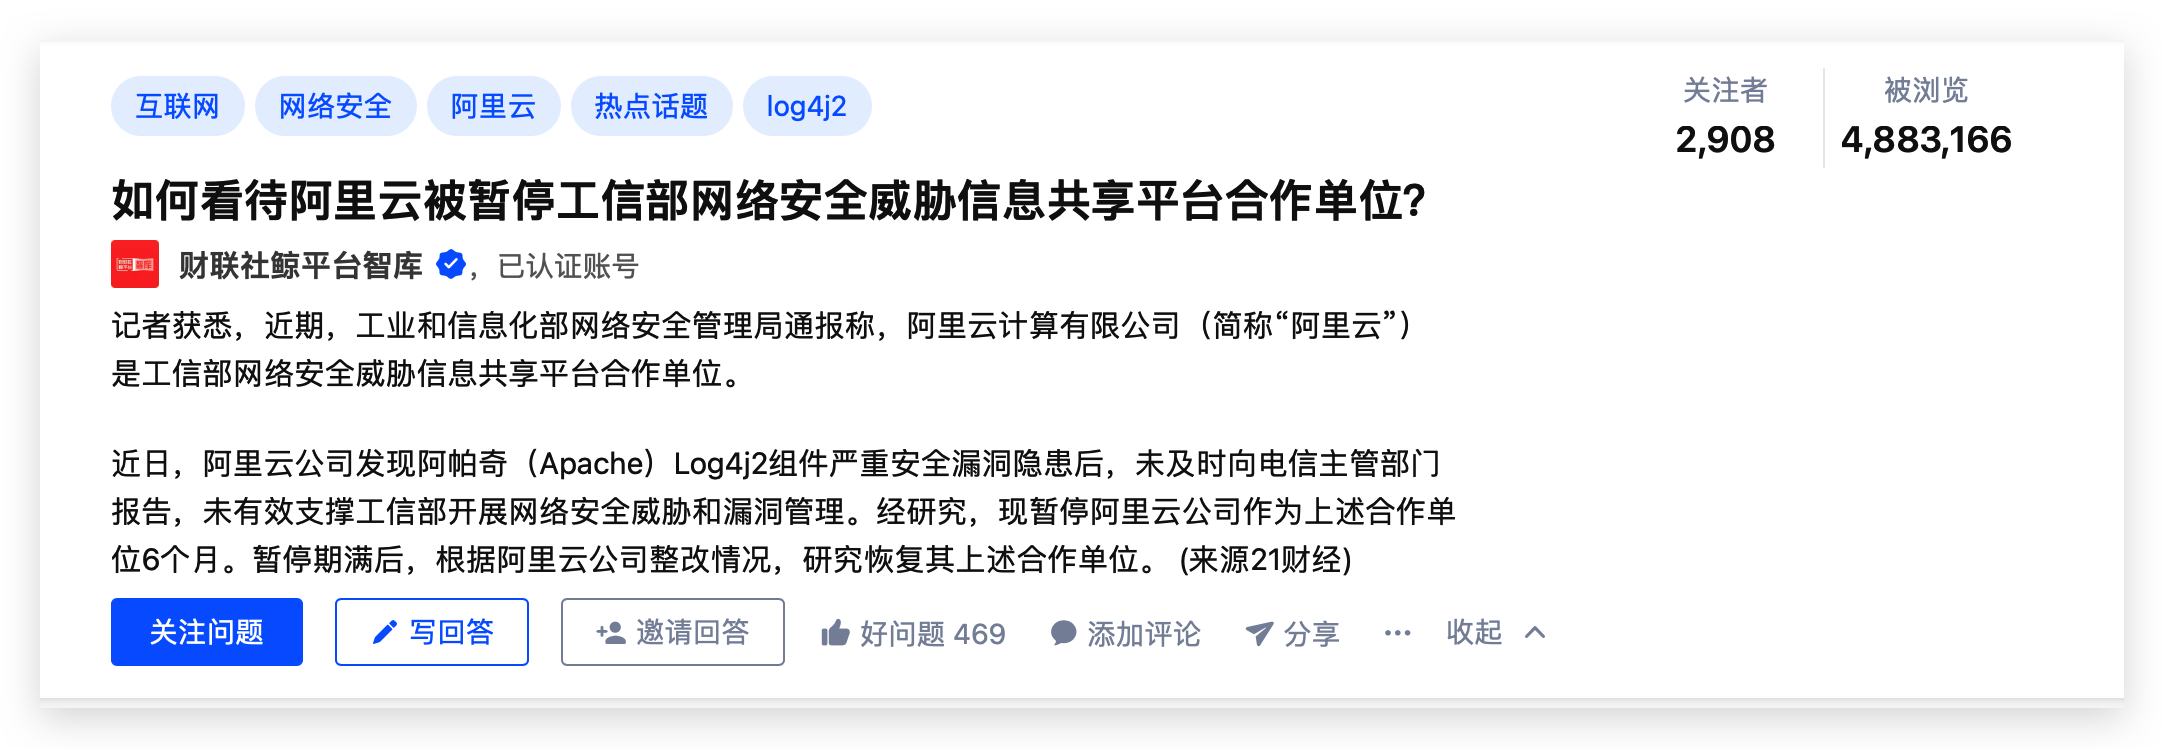 互联网 网络安全 阿里云 热点话题 log4j2
关注者 被浏览
2,908 4,883,166
如何看待阿里云被暂停工信部网络安全威胁信息共享平台合作单位?
财联社鲸平台智库 ，已认证账号
记者获悉，近期，工业和信息化部网络安全管理局通报称，阿里云计算有限公司（简称“阿里云”）
是工信部网络安全威胁信息共享平台合作单位。
近日，阿里云公司发现阿帕奇（Apache）Log4j2组件严重安全漏洞隐患后，未及时向电信主管部门
报告，未有效支撑工信部开展网络安全威胁和漏洞管理。经研究，现暂停阿里云公司作为上述合作单
位6个月。暂停期满后，根据阿里云公司整改情况，研究恢复其上述合作单位。 (来源21财经)
关注问题 写回答 邀请回答 好问题 469 添加评论 分享 ··· 收起